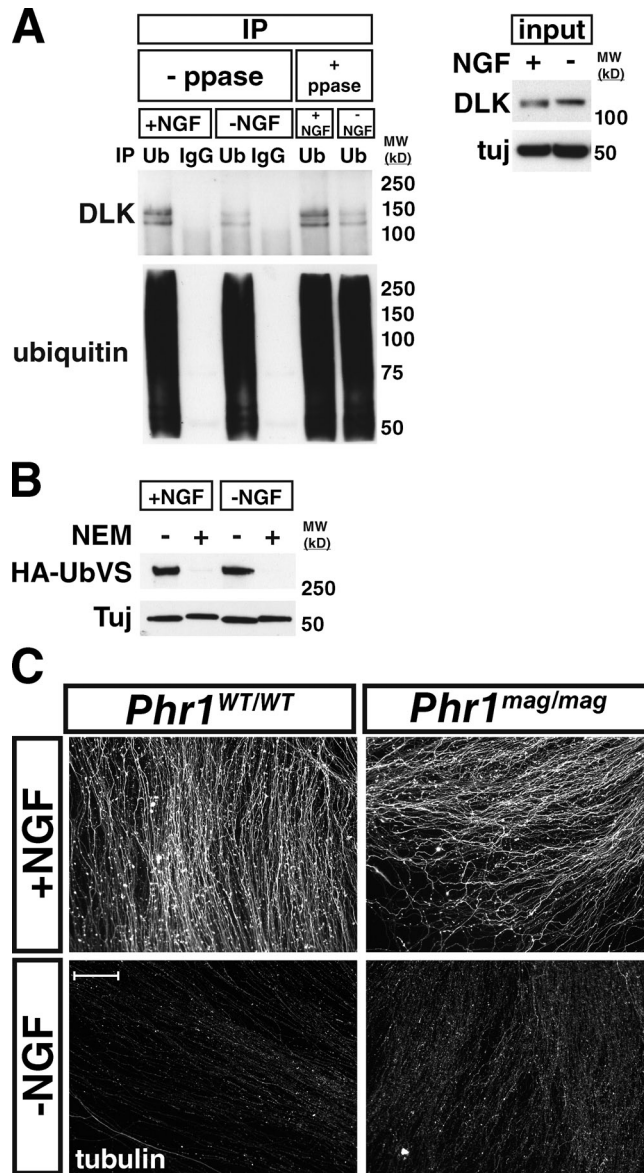 A
IP
- ppase
+ ppase
+NGF -NGF + NGF - NGF
IP Ub IgG Ub IgG Ub Ub
MW (kD)
DLK
250
150
100
ubiquitin
250
150
100
75
50
input
NGF + -
MW (kD)
DLK
100
tuj
50
B
+NGF -NGF
NEM - + - +
MW (kD)
HA-UbVS
250
Tuj
50
C
Phr1WT/WT Phr1mag/mag
+NGF
-NGF
tubulin